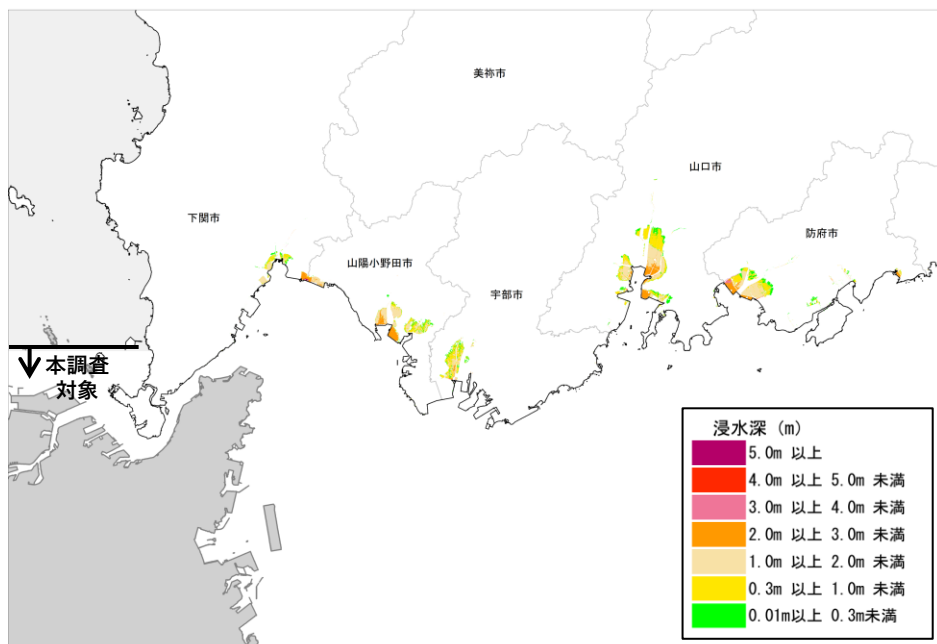 美祢市
山口市
下関市
防府市
山陽小野田市
宇部市
本調査
対象
浸水深 (m)
5.0m 以上
4.0m 以上 5.0m 未満
3.0m 以上 4.0m 未満
2.0m 以上 3.0m 未満
1.0m 以上 2.0m 未満
0.3m 以上 1.0m 未満
0.01m以上 0.3m未満